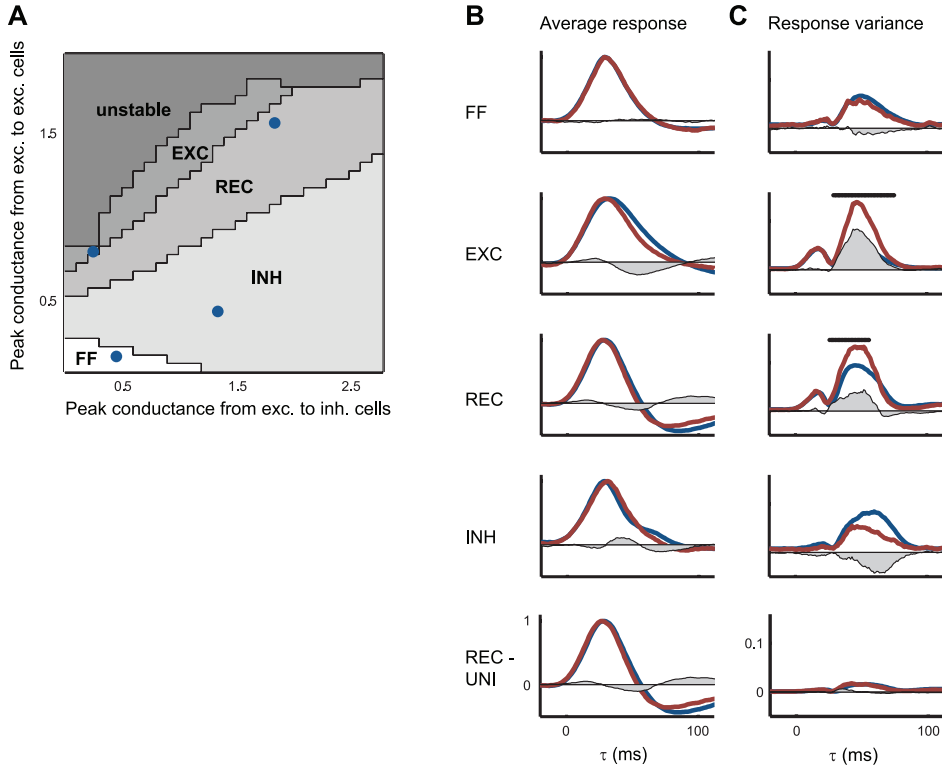 A
Peak conductance from exc. to exc. cells
1.5
0.5
unstable
EXC
REC
INH
FF
0.5
1.5
2.5
Peak conductance from exc. to inh. cells
B
Average response
C
Response variance
FF
EXC
REC
INH
REC -
UNI
1
0
0
100
τ (ms)
0.1
0
0
100
τ (ms)